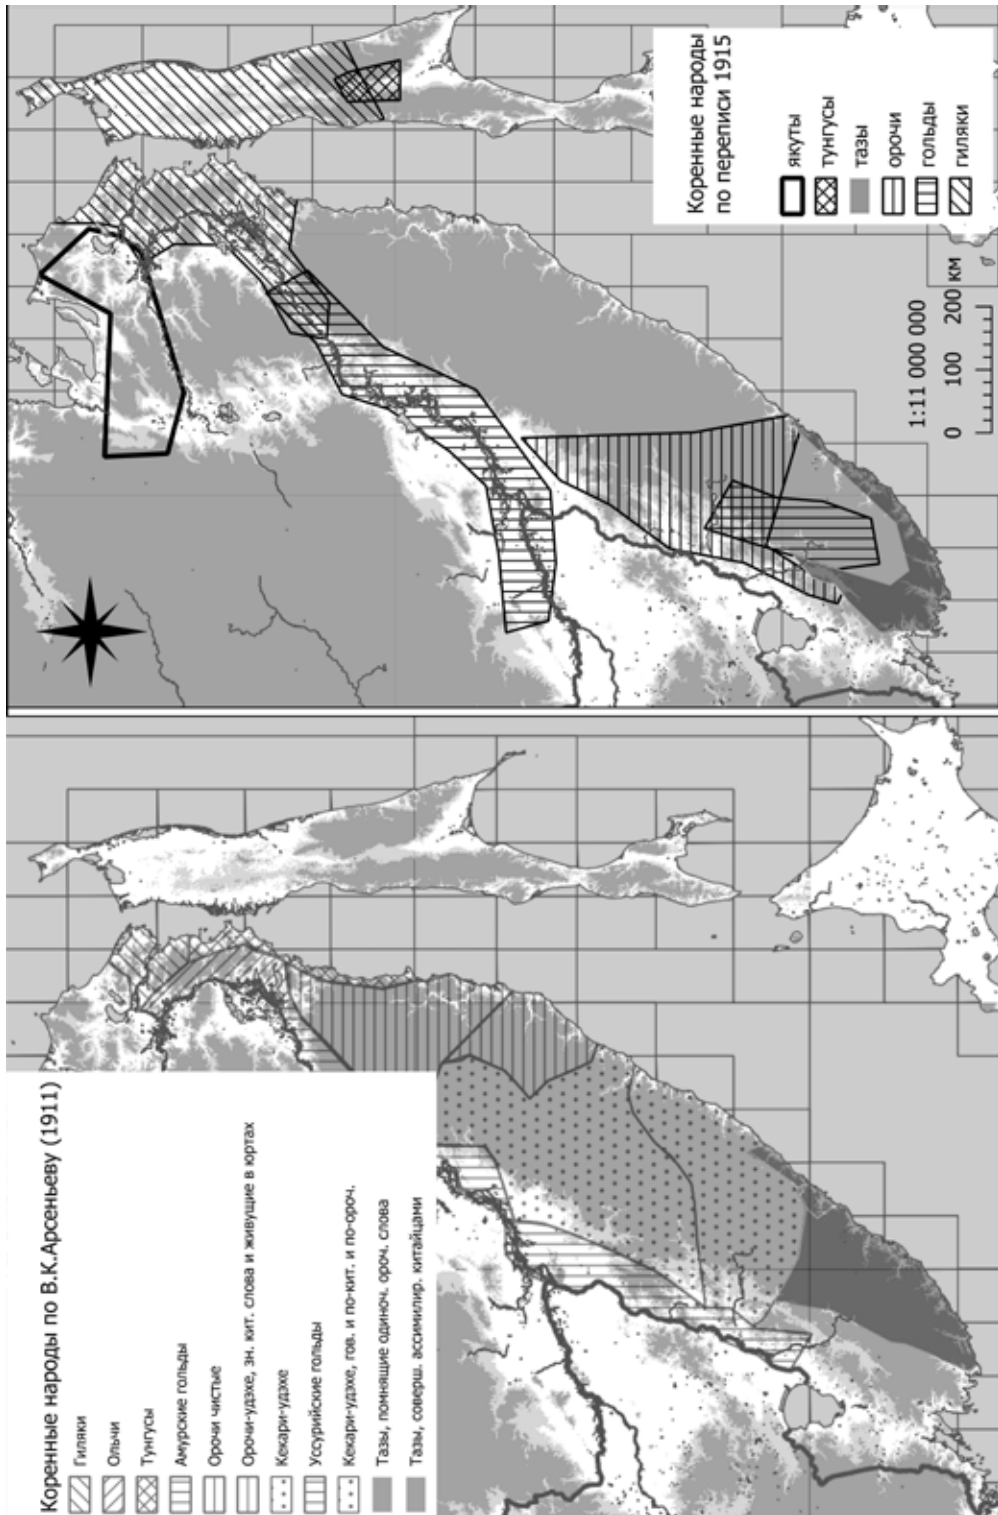 Коренные народы по В.К.Арсеньеву (1911)
Гиляки
Ольчи
Тунгусы
Амурские гольды
Орочи чистые
Орочи-удэхе, зн. кит. слова и живущие в юртах
Кекари-удэхе
Уссурийские гольды
Кекари-удэхе, гов. и по-кит. и по-ороч.
Тазы, помнящие одиноч. ороч. слова
Тазы, соверш. ассимилир. китайцами
Коренные народы
по переписи 1915
якуты
тунгусы
тазы
орочи
гольды
гиляки
1:11 000 000
0 100 200 км